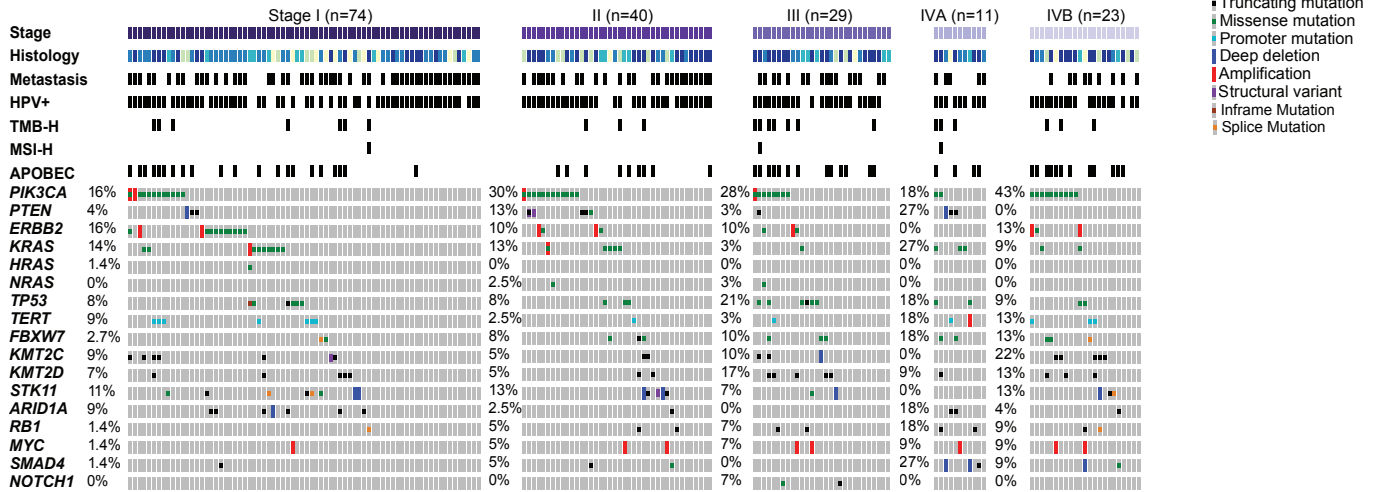 Stage I (n=74) II (n=40) III (n=29) IVA (n=11) IVB (n=23)
Stage
Histology
Metastasis
HPV+
TMB-H
MSI-H
APOBEC
PIK3CA 16% 30% 28% 18% 43%
PTEN 4% 13% 3% 27% 0%
ERBB2 16% 10% 10% 0% 13%
KRAS 14% 13% 3% 27% 9%
HRAS 1.4% 0% 0% 0% 0%
NRAS 0% 2.5% 3% 0% 0%
TP53 8% 8% 21% 18% 9%
TERT 9% 2.5% 3% 18% 13%
FBXW7 2.7% 8% 10% 18% 13%
KMT2C 9% 5% 10% 0% 22%
KMT2D 7% 5% 17% 9% 13%
STK11 11% 13% 7% 0% 13%
ARID1A 9% 2.5% 0% 18% 4%
RB1 1.4% 5% 7% 18% 9%
MYC 1.4% 5% 7% 9% 9%
SMAD4 1.4% 5% 0% 27% 9%
NOTCH1 0% 0% 7% 0% 0%
Truncating mutation
Missense mutation
Promoter mutation
Deep deletion
Amplification
Structural variant
Inframe Mutation
Splice Mutation